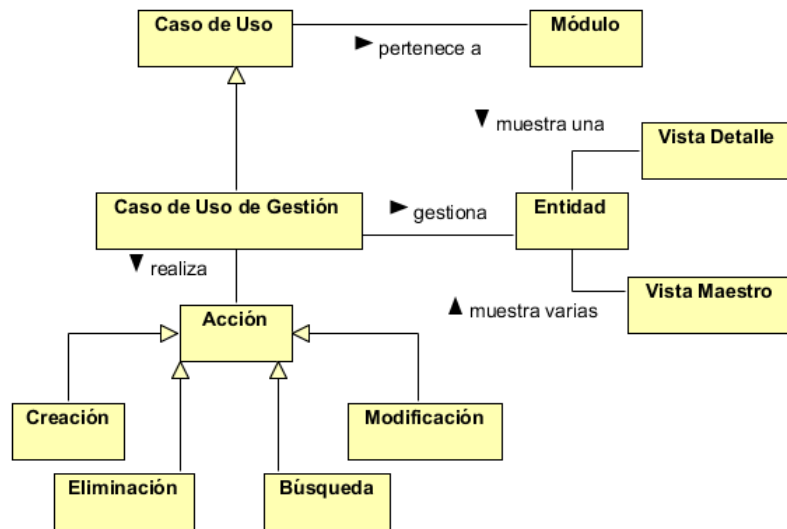 Caso de Uso
Módulo
pertenece a
muestra una
Vista Detalle
Caso de Uso de Gestión
gestiona
Entidad
realiza
Vista Maestro
muestra varias
Acción
Creación
Modificación
Eliminación
Búsqueda